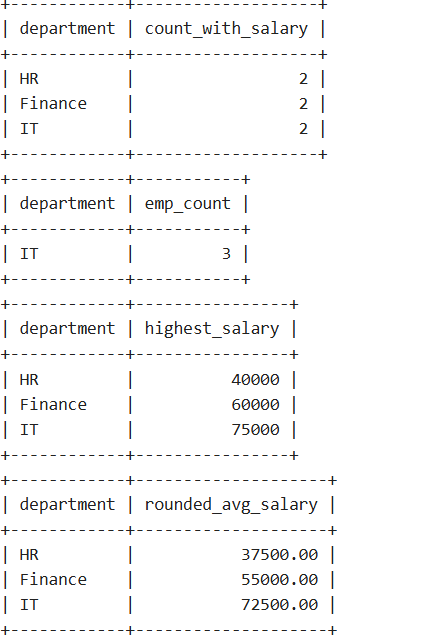 +------------+-------------------+
| department | count_with_salary |
+------------+-------------------+
| HR         |                 2 |
| Finance    |                 2 |
| IT         |                 2 |
+------------+-------------------+
+------------+-----------+
| department | emp_count |
+------------+-----------+
| IT         |         3 |
+------------+-----------+
+------------+----------------+
| department | highest_salary |
+------------+----------------+
| HR         |          40000 |
| Finance    |          60000 |
| IT         |          75000 |
+------------+----------------+
+------------+--------------------+
| department | rounded_avg_salary |
+------------+--------------------+
| HR         |           37500.00 |
| Finance    |           55000.00 |
| IT         |           72500.00 |
+------------+--------------------+